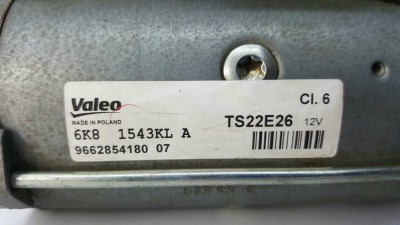 Valeo
Cl. 6
MADE IN POLAND
TS22E26 12V
6K8 1543KL A
9662854180 07